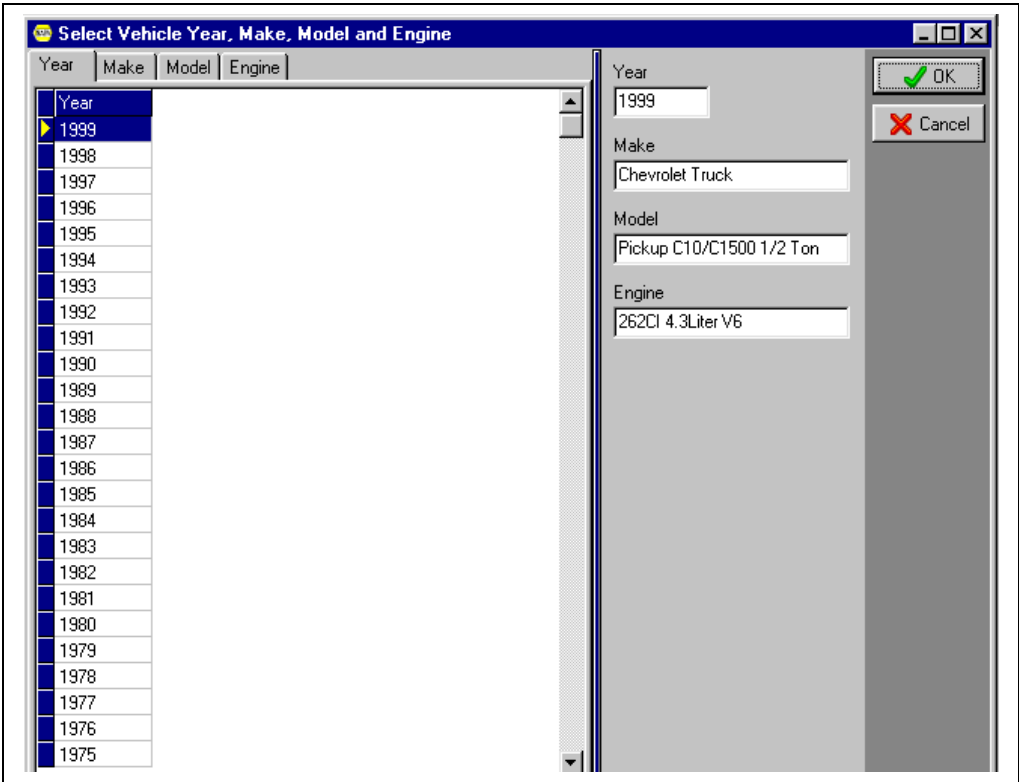 Select Vehicle Year, Make, Model and Engine
Year Make Model Engine
Year
1999
1998
1997
1996
1995
1994
1993
1992
1991
1990
1989
1988
1987
1986
1985
1984
1983
1982
1981
1980
1979
1978
1977
1976
1975
Year
1999
Make
Chevrolet Truck
Model
Pickup C10/C1500 1/2 Ton
Engine
262CI 4.3Liter V6
OK
Cancel